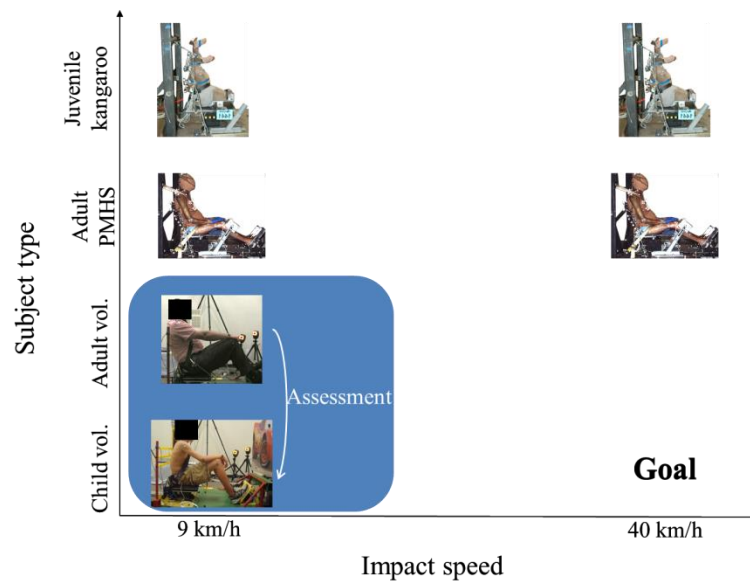 Subject type
Juvenile
kangaroo
Adult
PMHS
Adult vol.
Child vol.
Assessment
Goal
9 km/h
40 km/h
Impact speed